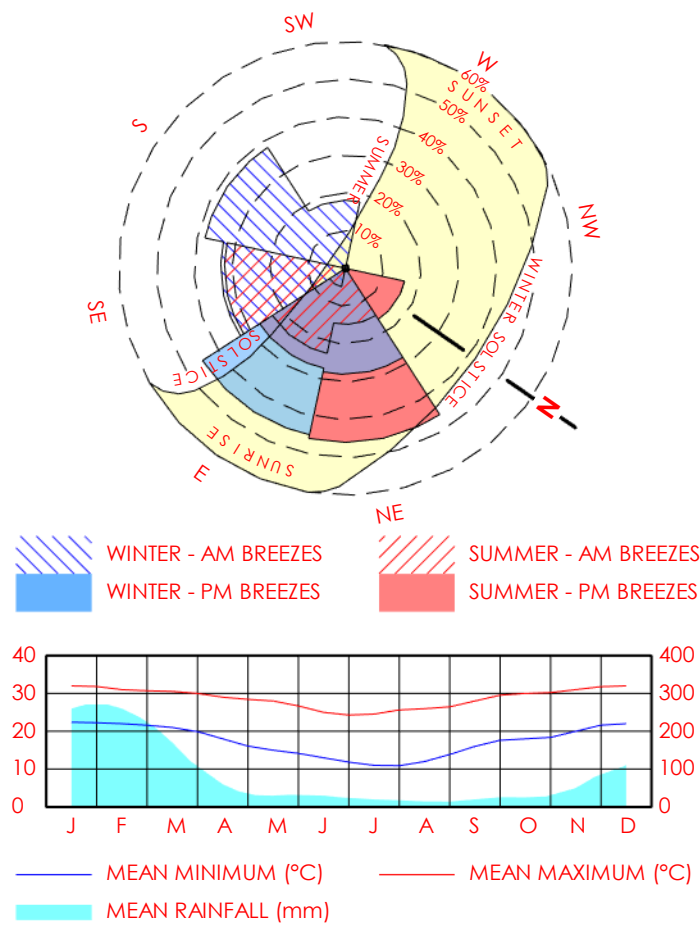 SW
W
60%
SUNSET
50%
S
40%
SUMMER
30%
20%
10%
NW
SE
WINTER SOLSTICE
SOLSTICE
N
SUNRISE
E
NE
WINTER - AM BREEZES
SUMMER - AM BREEZES
WINTER - PM BREEZES
SUMMER - PM BREEZES
40 400
30 300
20 200
10 100
0 0
J F M A M J J A S O N D
MEAN MINIMUM (°C)
MEAN MAXIMUM (°C)
MEAN RAINFALL (mm)